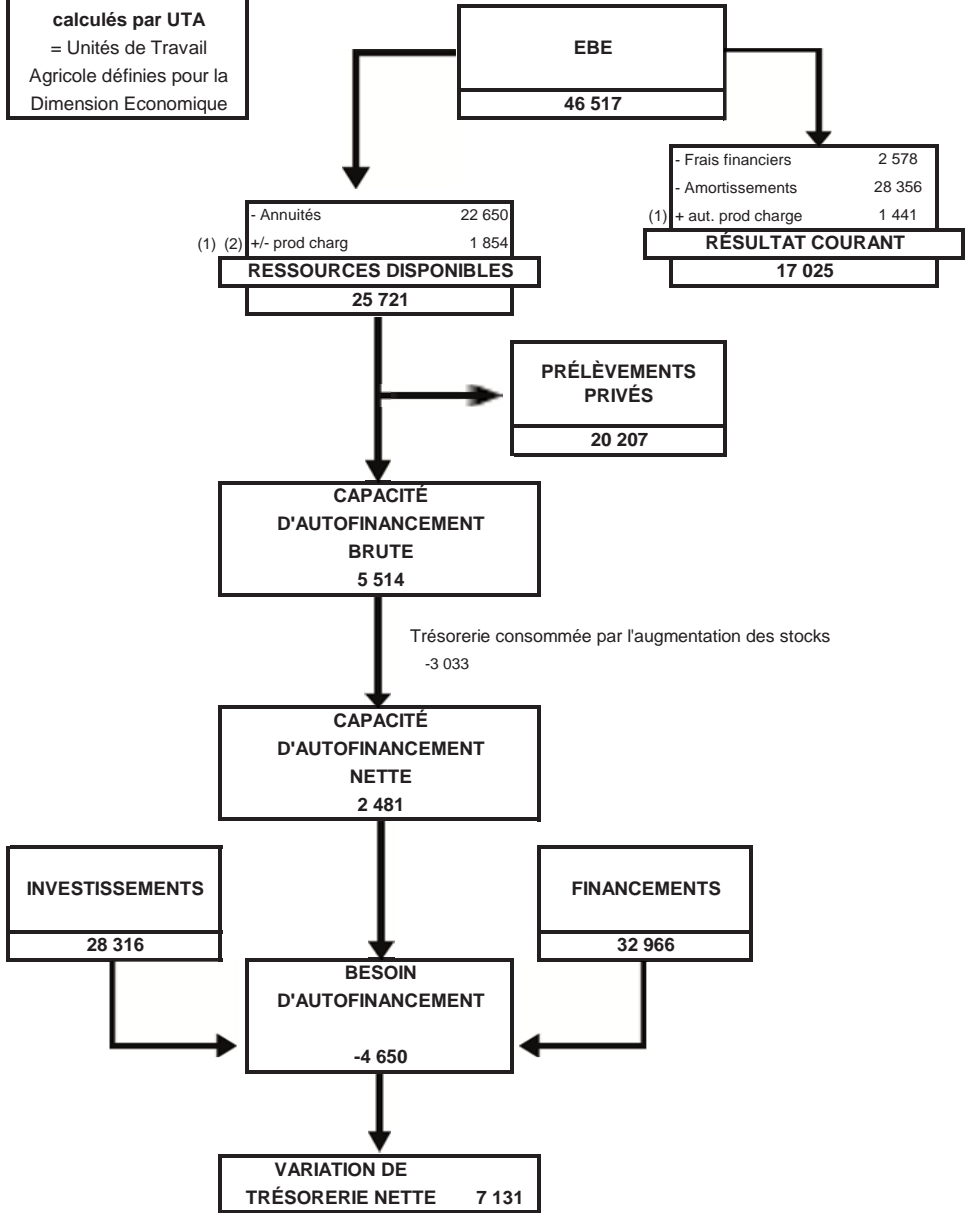 calculés par UTA
= Unités de Travail
Agricole définies pour la
Dimension Economique
EBE
46 517
- Frais financiers 2 578
- Amortissements 28 356
(1) + aut. prod charge 1 441
RÉSULTAT COURANT
17 025
- Annuités 22 650
(1) (2) +/- prod charg 1 854
RESSOURCES DISPONIBLES
25 721
PRÉLÈVEMENTS
PRIVÉS
20 207
CAPACITÉ
D'AUTOFINANCEMENT
BRUTE
5 514
Trésorerie consommée par l'augmentation des stocks
-3 033
CAPACITÉ
D'AUTOFINANCEMENT
NETTE
2 481
INVESTISSEMENTS
28 316
FINANCEMENTS
32 966
BESOIN
D'AUTOFINANCEMENT
-4 650
VARIATION DE
TRÉSORERIE NETTE 7 131